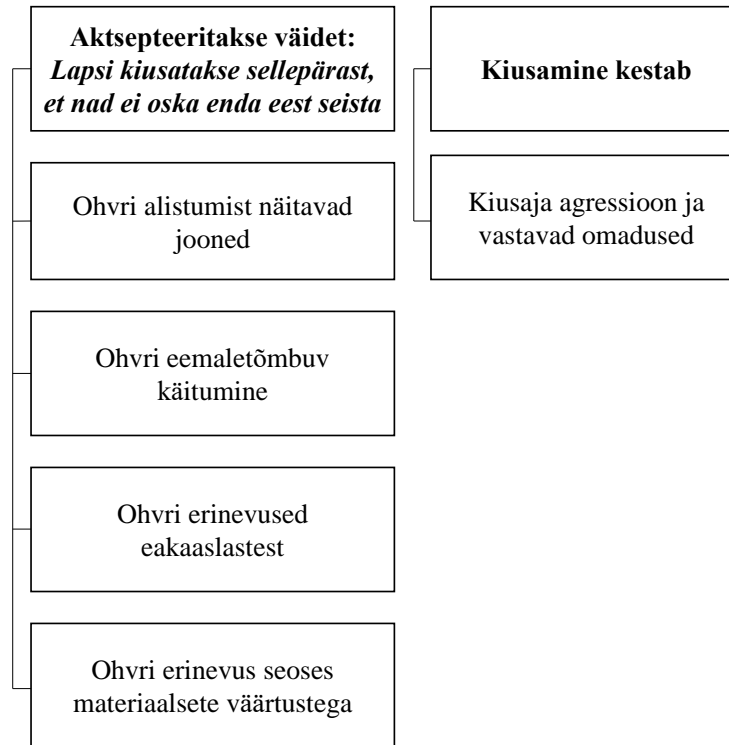 Aktsepteeritakse väidet:
Lapsi kiusatakse sellepärast,
et nad ei oska enda eest seista
Ohvri alistumist näitavad
jooned
Ohvri eemaletõmbuv
käitumine
Ohvri erinevused
eakaaslastest
Ohvri erinevus seoses
materiaalsete väärtustega
Kiusamine kestab
Kiusaja agressioon ja
vastavad omadused